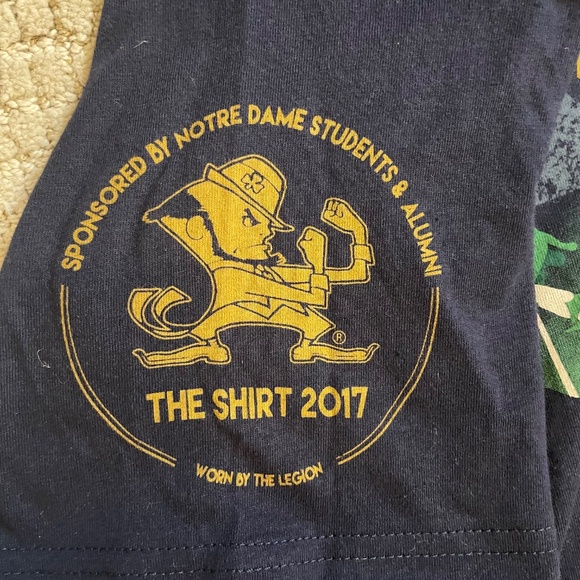 SPONSORED BY NOTRE DAME STUDENTS & ALUMNI
®
THE SHIRT 2017
WORN BY THE LEGION